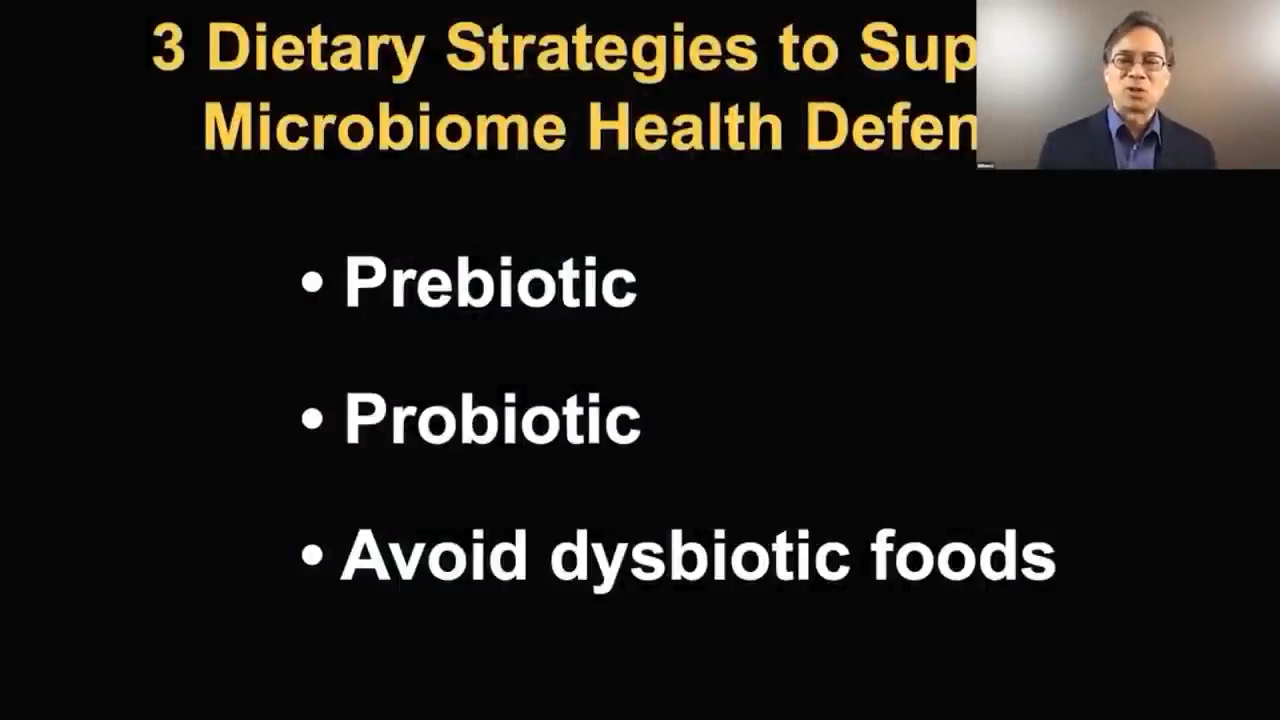 3 Dietary Strategies to Sup
Microbiome Health Defen
• Prebiotic
• Probiotic
• Avoid dysbiotic foods